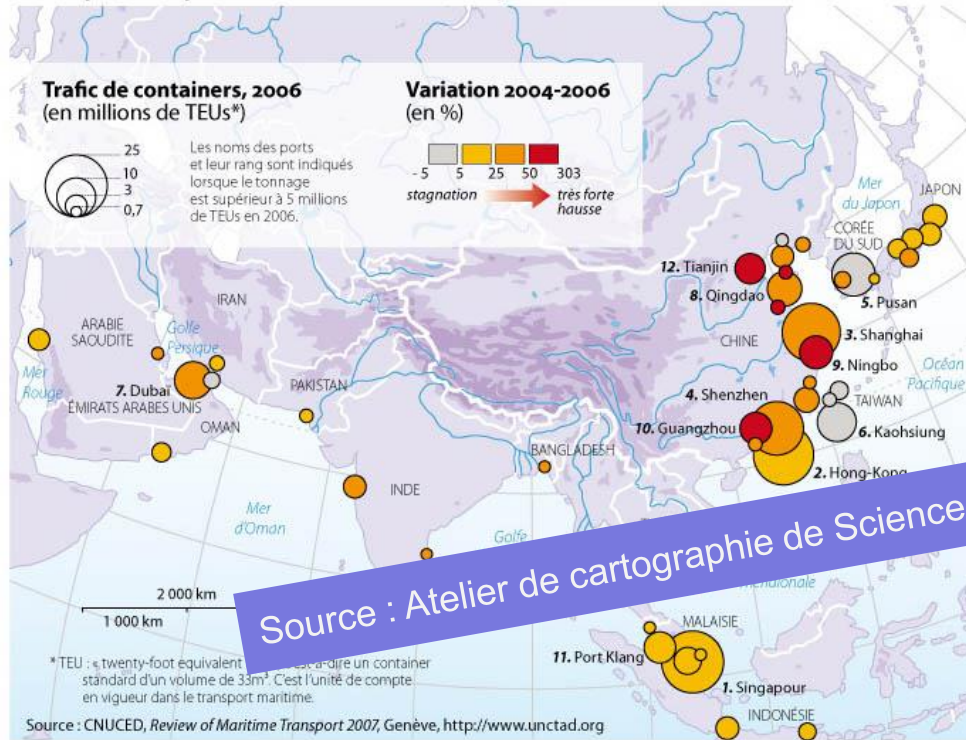 Trafic de containers, 2006
(en millions de TEUs*)
25
10
3
0,7
Les noms des ports
et leur rang sont indiqués
lorsque le tonnage
est supérieur à 5 millions
de TEUs en 2006.
Variation 2004-2006
(en %)
- 5 5 25 50 303
stagnation très forte
hausse
Mer
du Japon
JAPON
CORÉE
DU SUD
12. Tianjin
8. Qingdao
5. Pusan
IRAN
ARABIE
SAOUDITE
Golfe
Persique
CHINE
3. Shanghai
9. Ningbo
Océan
Pacifique
Mer
Rouge
7. Dubai
ÉMIRATS ARABES UNIS
PAKISTAN
OMAN
4. Shenzhen
TAIWAN
10. Guangzhou
6. Kaohsiung
BANGLADESH
2. Hong-Kong
INDE
Mer
d'Oman
Golfe
Source : Atelier de cartographie de Science
2 000 km
1 000 km
MALAISIE
11. Port Klang
1. Singapour
INDONÉSIE
* TEU : « twenty-foot equivalent un container
standard d'un volume de 33m³. C'est l'unité de compte
en vigueur dans le transport maritime.
Source : CNUCED, Review of Maritime Transport 2007, Genève, http://www.unctad.org